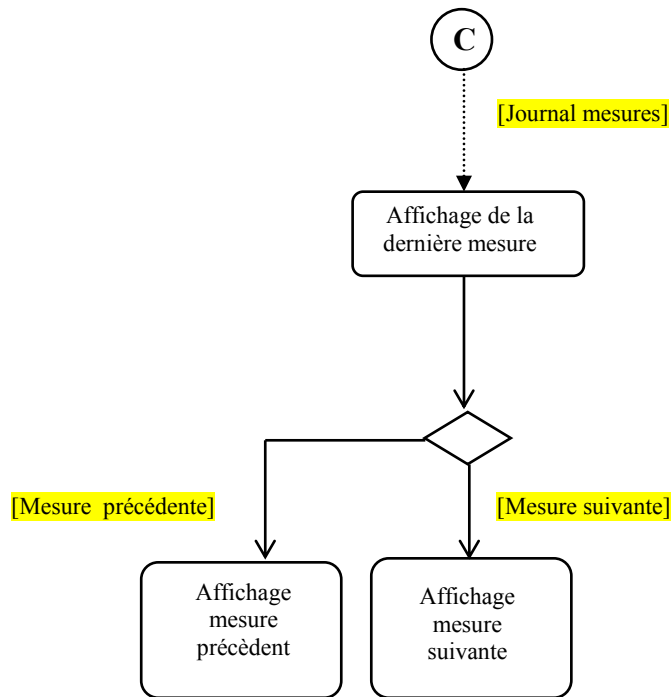 C
[Journal mesures]
Affichage de la
dernière mesure
[Mesure précédente]
[Mesure suivante]
Affichage
mesure
précèdent
Affichage
mesure
suivante